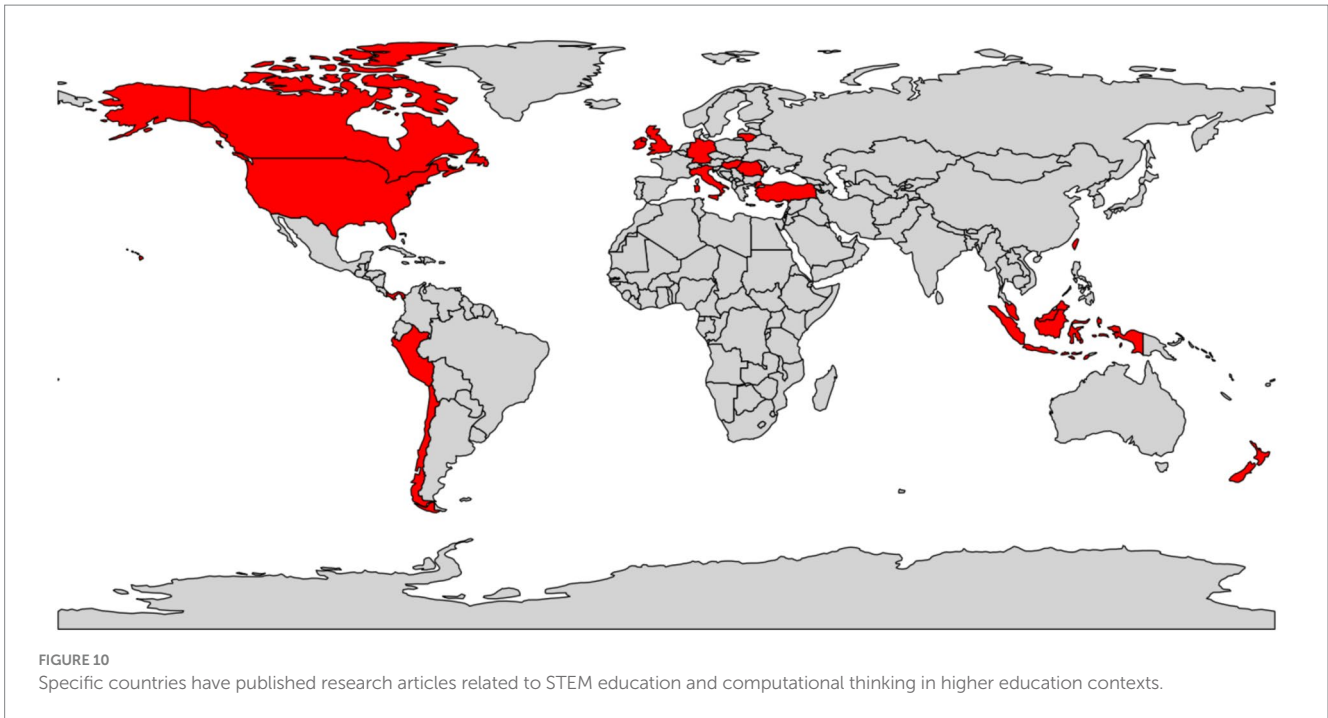 FIGURE 10
Specific countries have published research articles related to STEM education and computational thinking in higher education contexts.